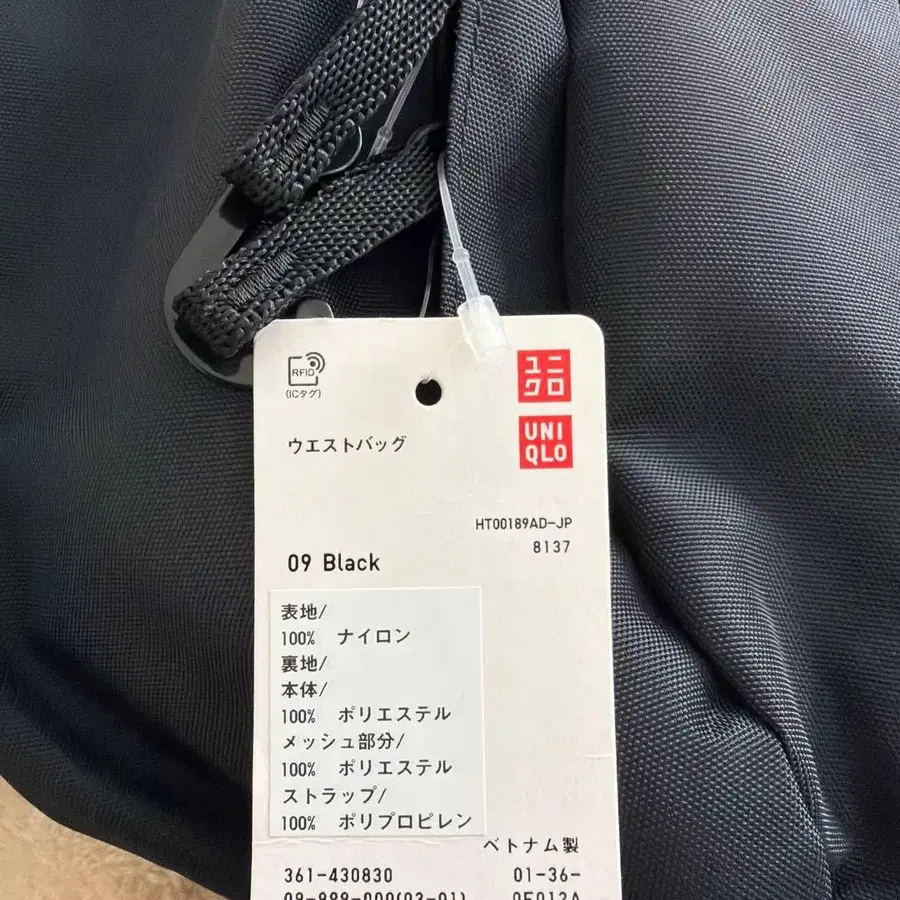 RFID
(ICタグ)
ユニ
クロ
UNI
QLO
ウエストバッグ
HT00189AD-JP
8137
09 Black
表地/
100% ナイロン
裏地/
本体/
100% ポリエステル
メッシュ部分/
100% ポリエステル
ストラップ/
100% ポリプロピレン
ベトナム製
361-430830
01-36-